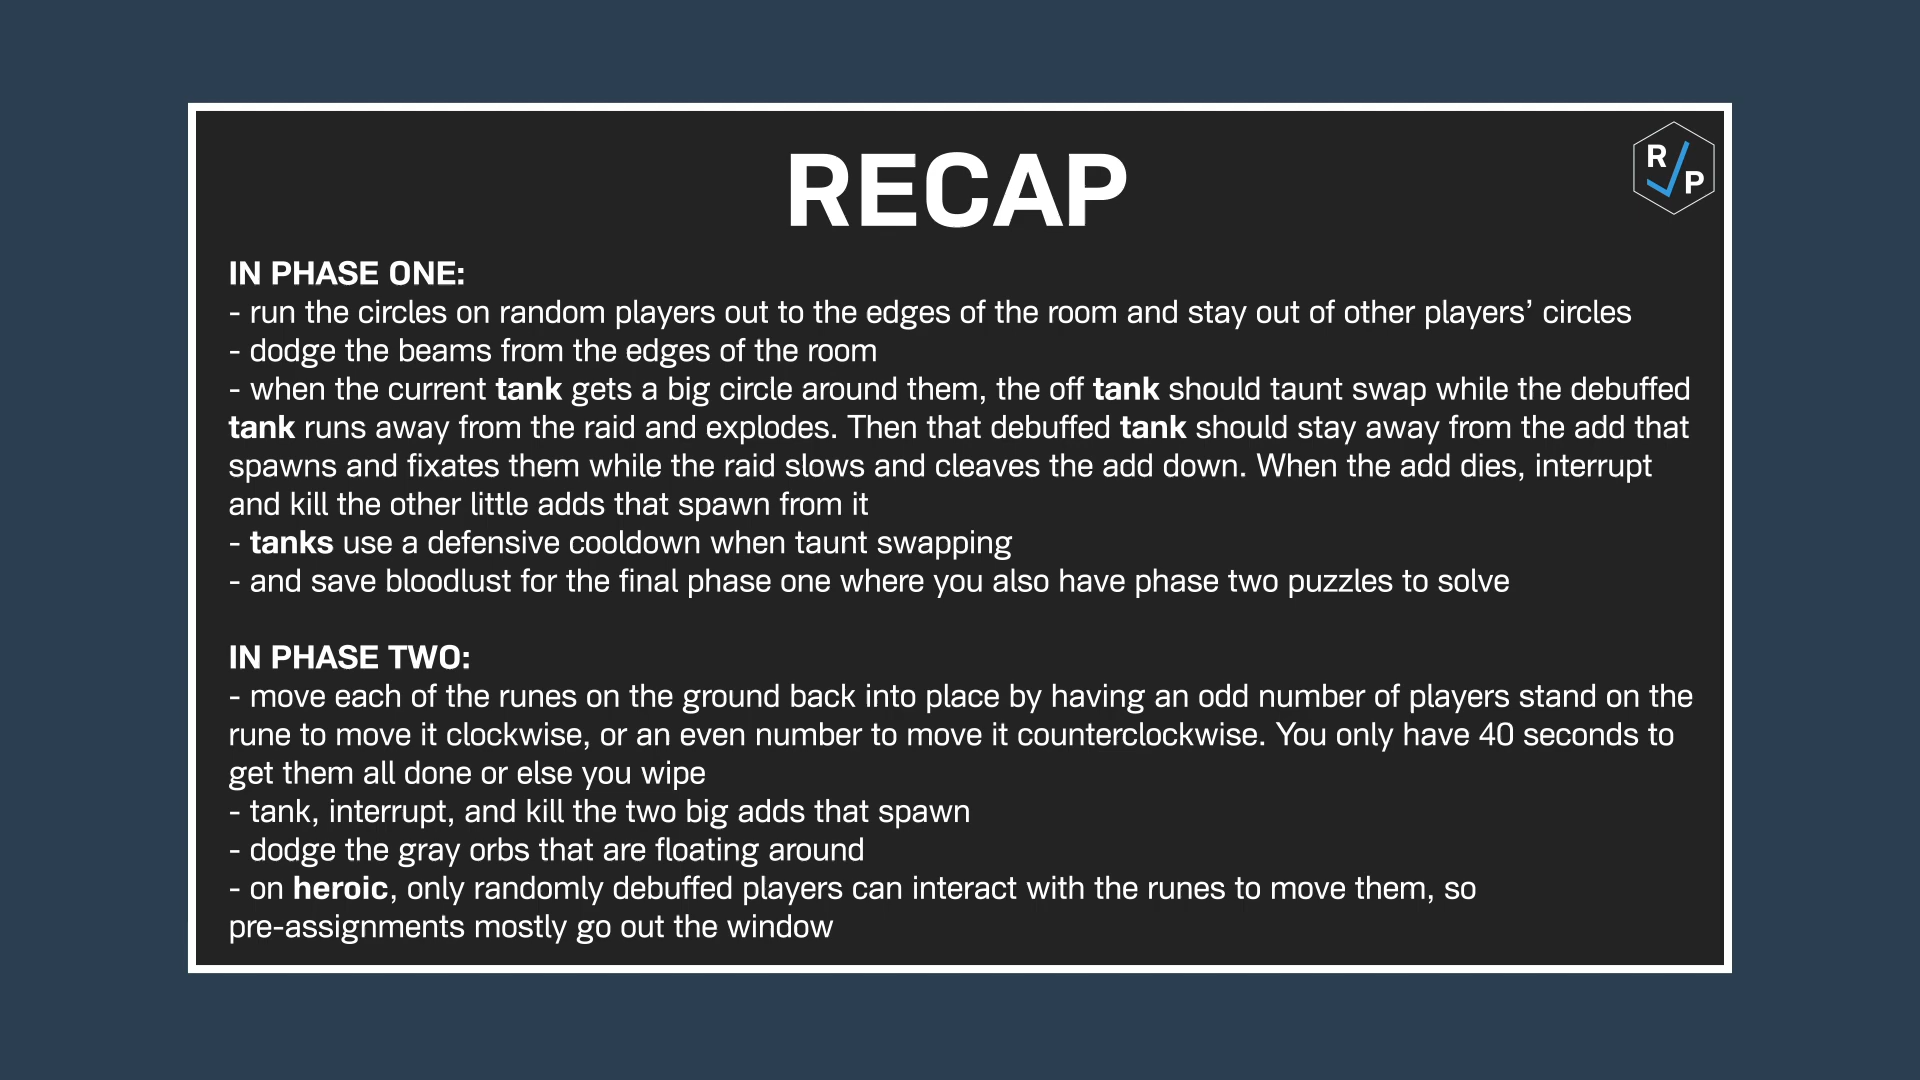 RECAP
R
P
IN PHASE ONE:
- run the circles on random players out to the edges of the room and stay out of other players’ circles
- dodge the beams from the edges of the room
- when the current tank gets a big circle around them, the off tank should taunt swap while the debuffed
tank runs away from the raid and explodes. Then that debuffed tank should stay away from the add that
spawns and fixates them while the raid slows and cleaves the add down. When the add dies, interrupt
and kill the other little adds that spawn from it
- tanks use a defensive cooldown when taunt swapping
- and save bloodlust for the final phase one where you also have phase two puzzles to solve
IN PHASE TWO:
- move each of the runes on the ground back into place by having an odd number of players stand on the
rune to move it clockwise, or an even number to move it counterclockwise. You only have 40 seconds to
get them all done or else you wipe
- tank, interrupt, and kill the two big adds that spawn
- dodge the gray orbs that are floating around
- on heroic, only randomly debuffed players can interact with the runes to move them, so
pre-assignments mostly go out the window